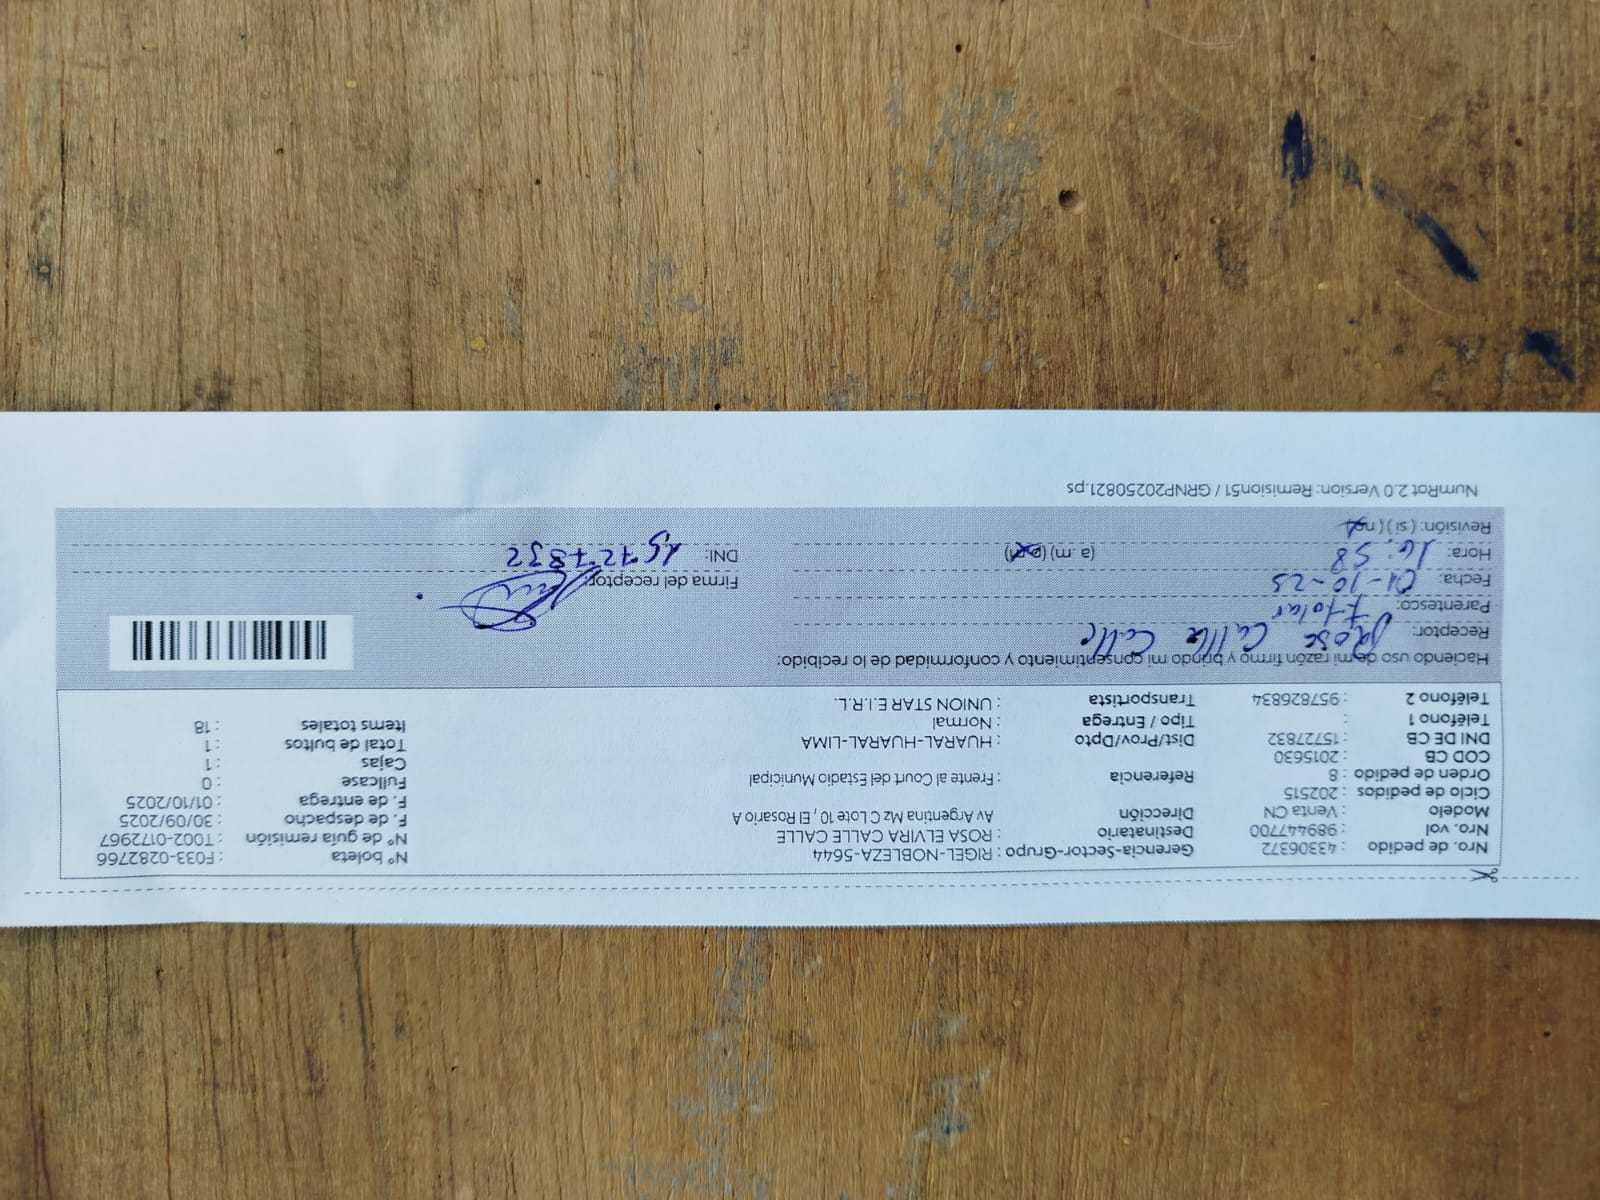 Nro. de pedido : 43306372 Gerencia-Sector-Grupo : RIGEL-NOBLEZA-5644 N° boleta : F033-0282766
Nro. vol. : 989447700 Destinatario : ROSA ELVIRA CALLE CALLE N° de guía remisión : T002-0172967
Modelo : Venta CN Dirección Av Argentina Mz C Lote 10 , El Rosario A F. de despacho : 30/09/2025
Ciclo de pedidos : 202515 F. de entrega : 01/10/2025
Orden de pedido : 8 Referencia : Frente al Court del Estadio Municipal Fullcase : 0
COD CB : 2015630 Cajas : 1
DNI DE CB : 15727832 Dist/Prov/Dpto : HUARAL-HUARAL-LIMA Total de bultos : 1
Teléfono 1 : Tipo / Entrega : Normal Items totales : 18
Teléfono 2 : 957826834 Transportista : UNION STAR E.I.R.L.
Haciendo uso de mi razón firmo y brindo mi consentimiento y conformidad de lo recibido:
Receptor: Rosa Calle Calle
Parentesco: titular
Fecha: 01-10-25 Firma del receptor:
Hora: 16:58 (a .m) (p.m) DNI: 15727832
Revisión: ( si ) ( no )
NumRot 2.0 Version: Remision51 / GRNP20250821.ps